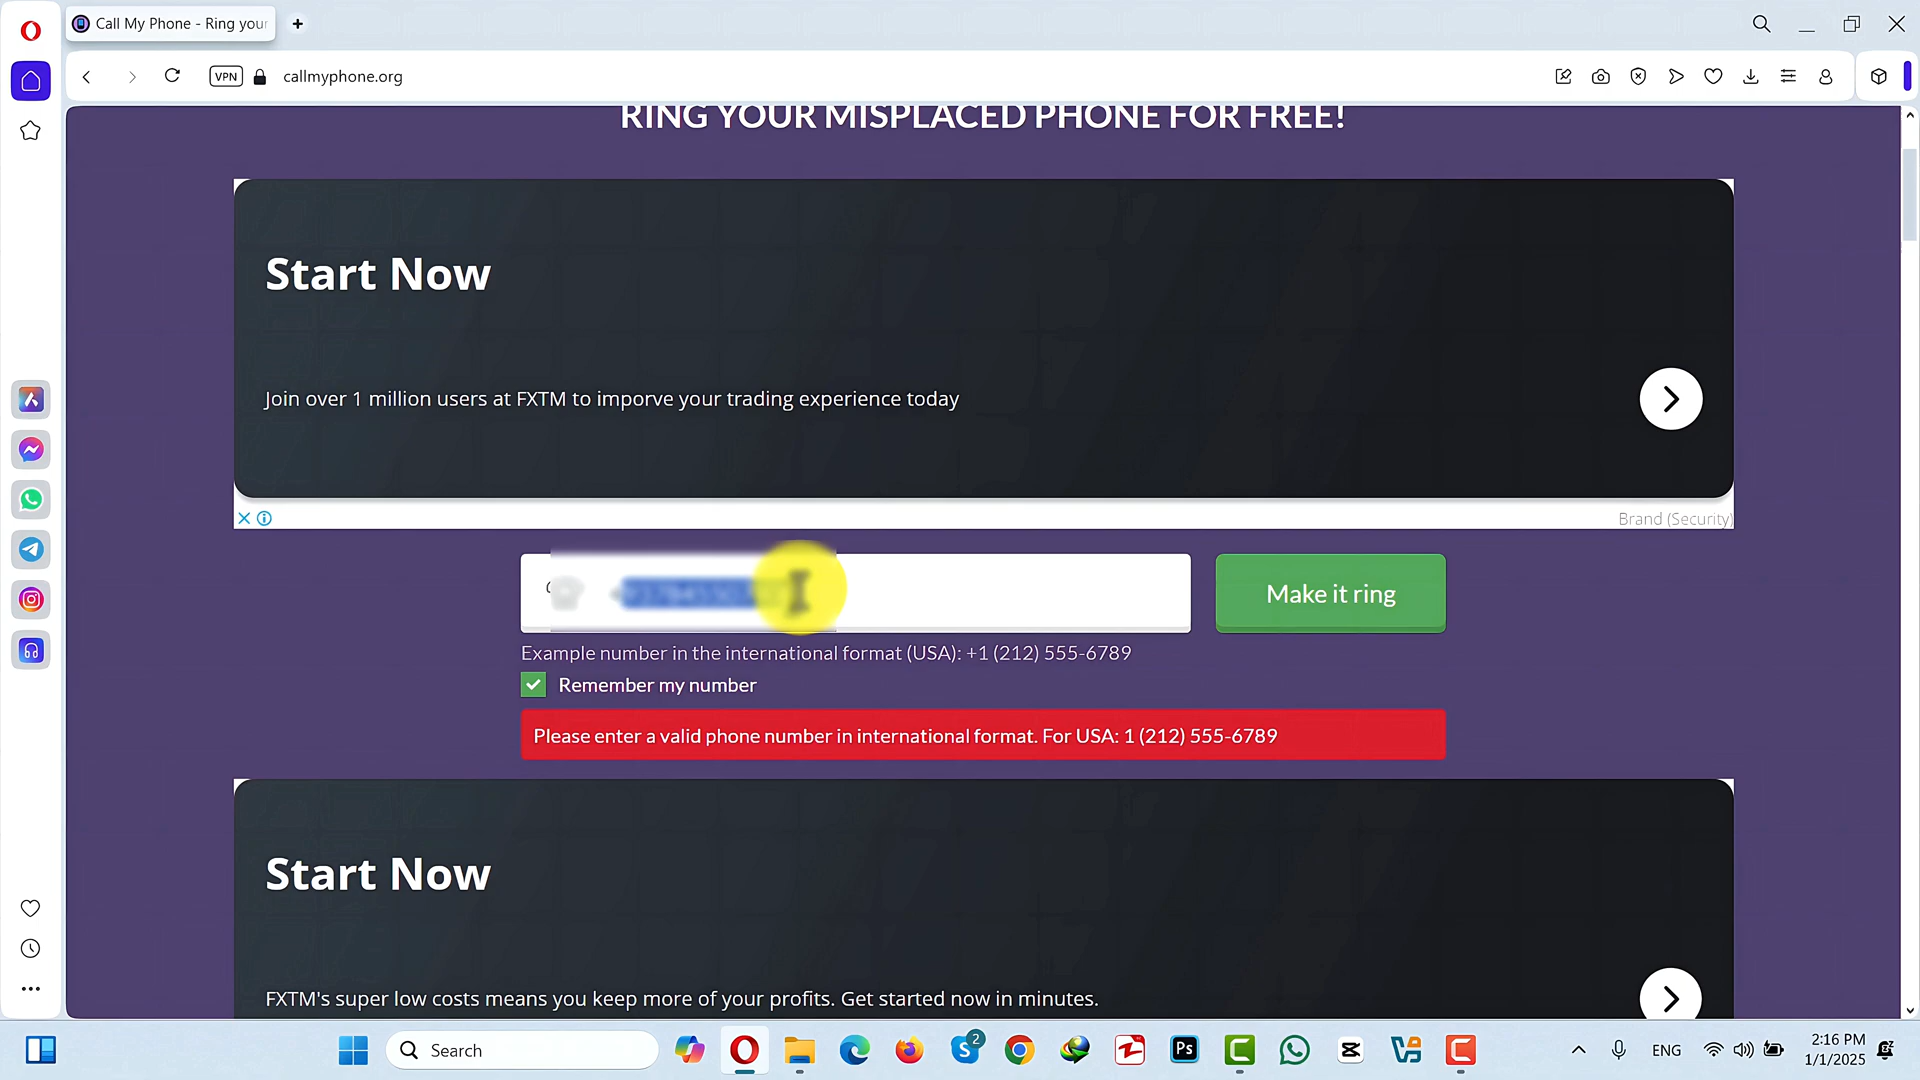 Call My Phone - Ring your
VPN
callmyphone.org
RING YOUR MISPLACED PHONE FOR FREE!
Start Now
Join over 1 million users at FXTM to imporve your trading experience today
Brand (Security)
Make it ring
Example number in the international format (USA): +1 (212) 555-6789
Remember my number
Please enter a valid phone number in international format. For USA: 1 (212) 555-6789
Start Now
FXTM's super low costs means you keep more of your profits. Get started now in minutes.
Search
2
Ps
ENG
2:16 PM
1/1/2025